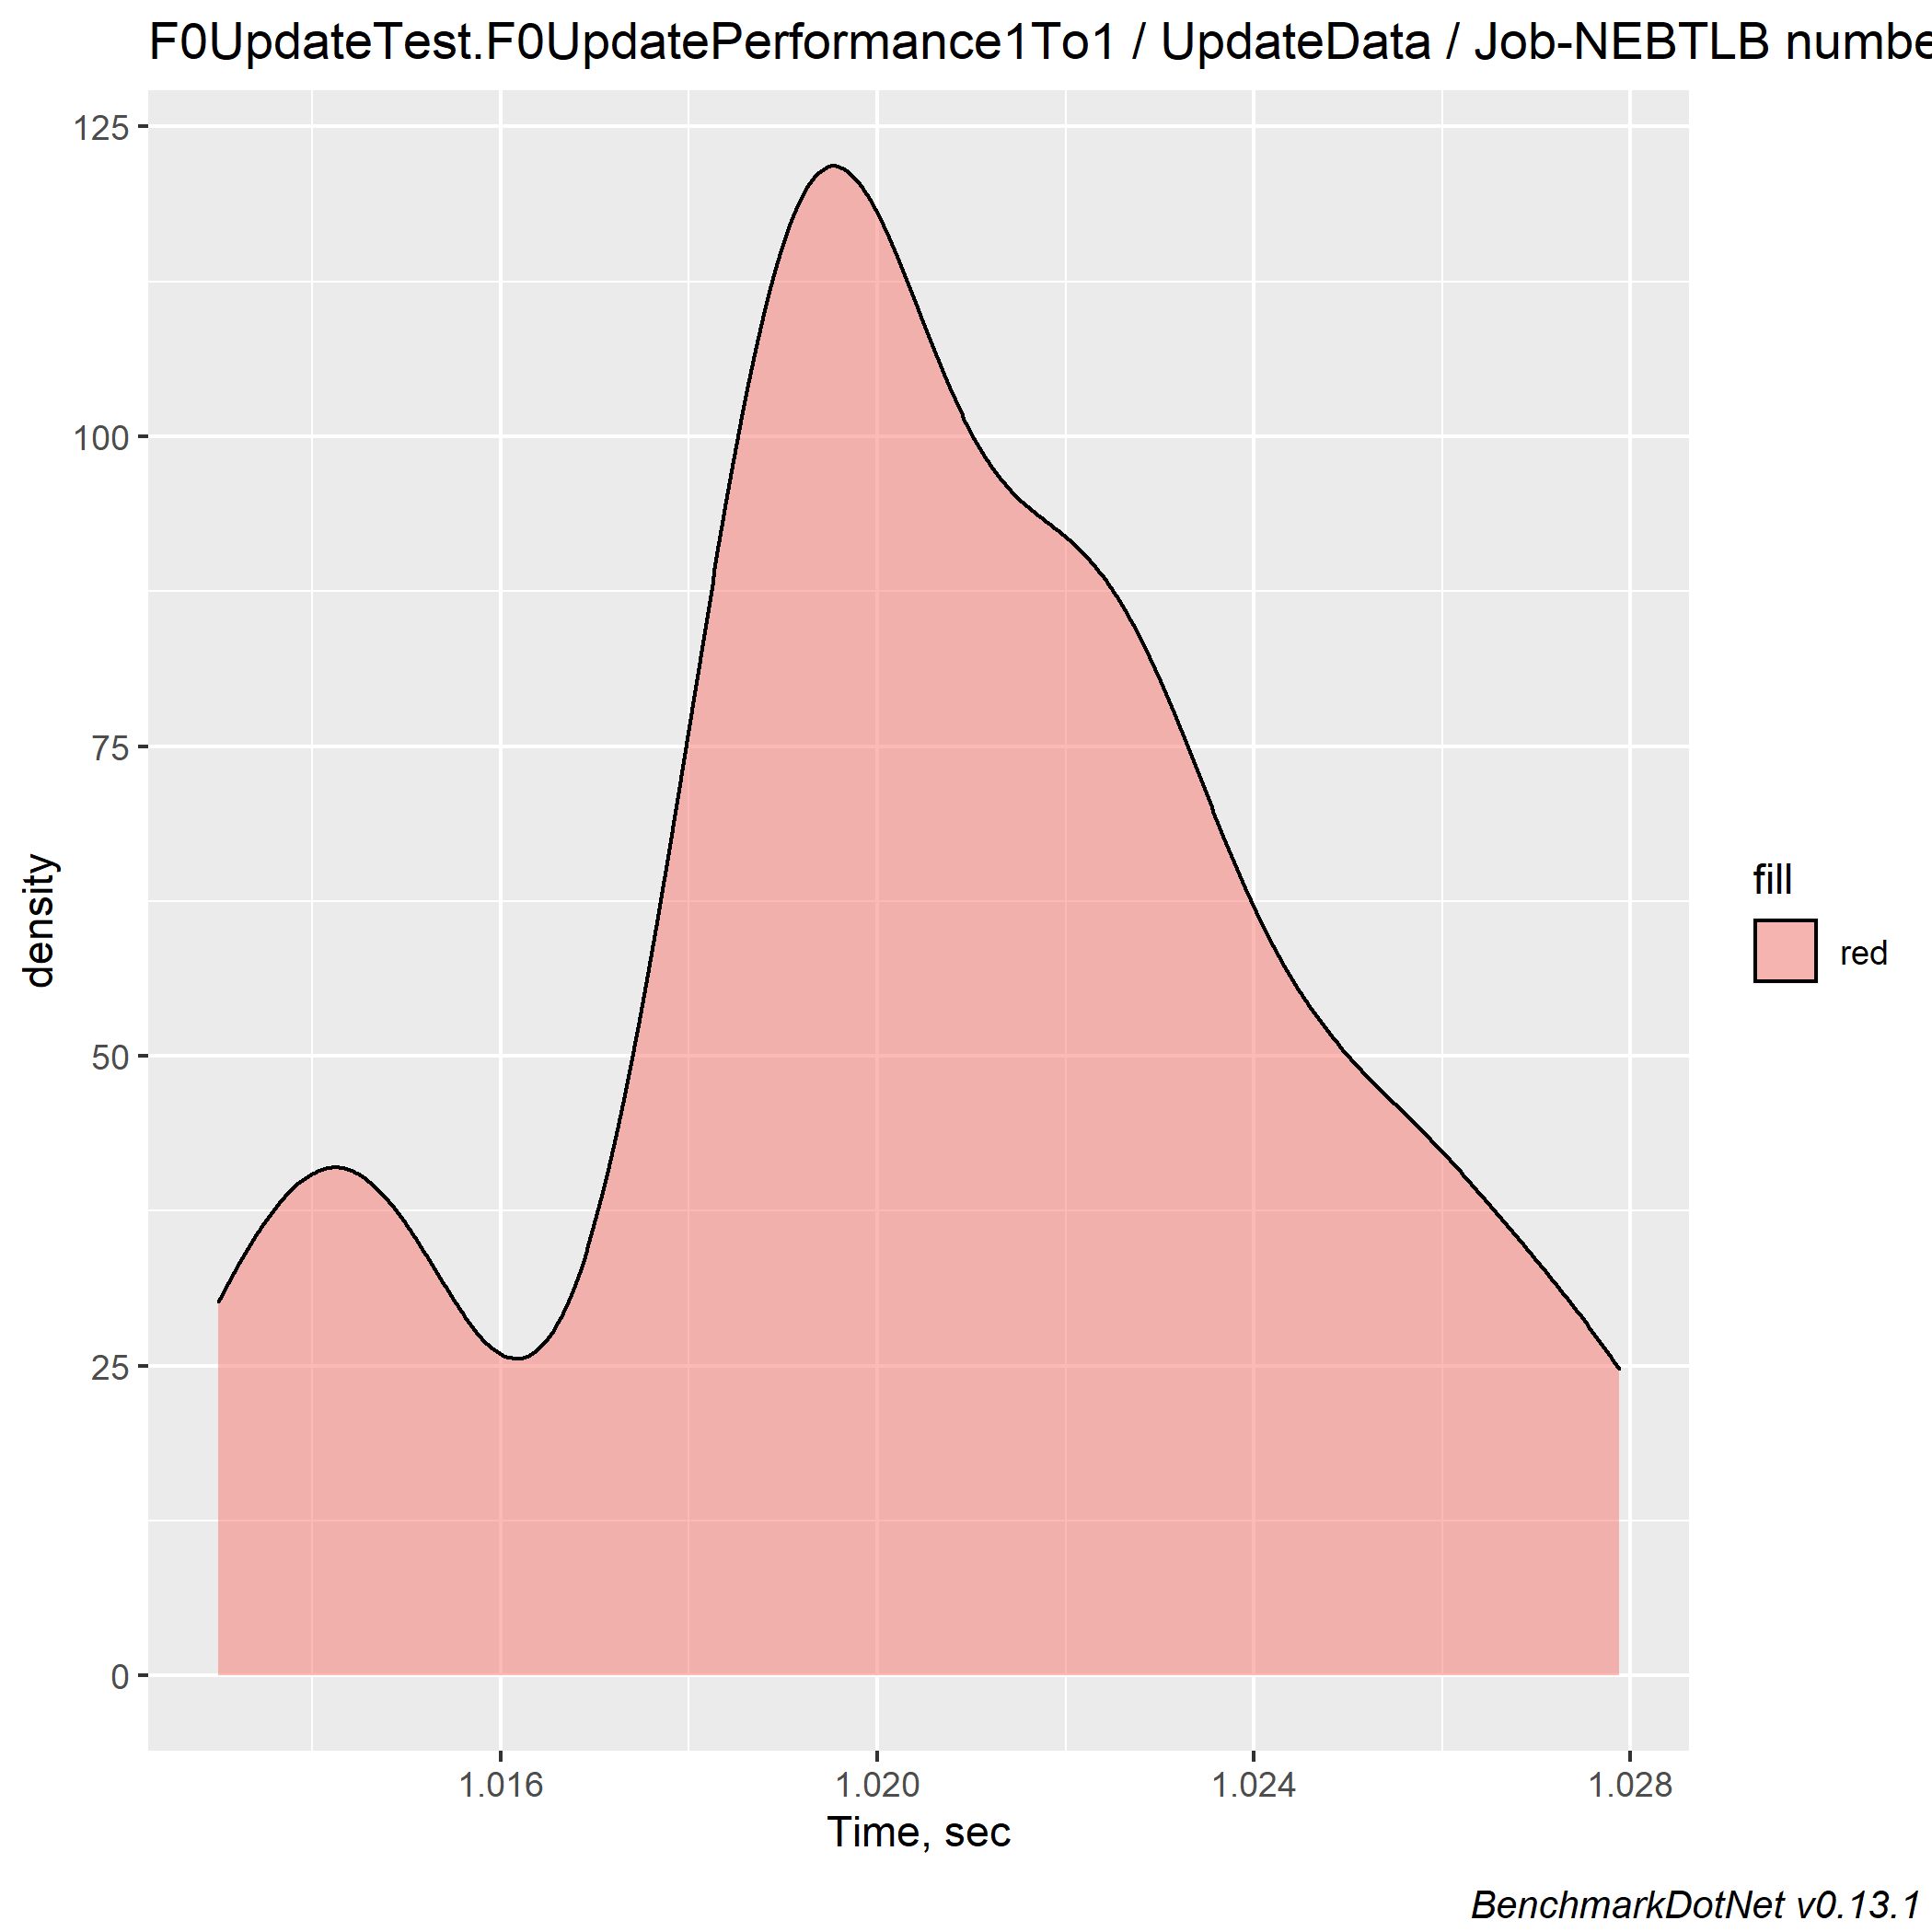 F0UpdateTest.F0UpdatePerformance1To1 / UpdateData / Job-NEBTLB numbe
125
100
75
50
25
0
density
fill
red
1.016 1.020 1.024 1.028
Time, sec
BenchmarkDotNet v0.13.1